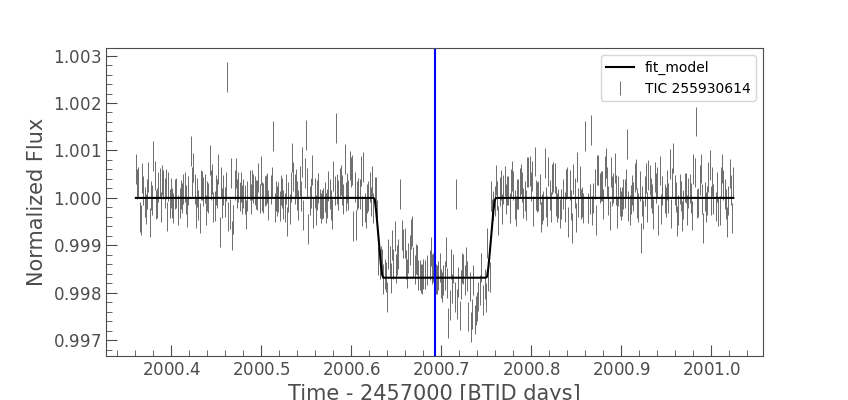 Normalized Flux
1.003
1.002
1.001
1.000
0.999
0.998
0.997
fit_model
TIC 255930614
2000.4 2000.5 2000.6 2000.7 2000.8 2000.9 2001.0
Time - 2457000 [BTJD days]